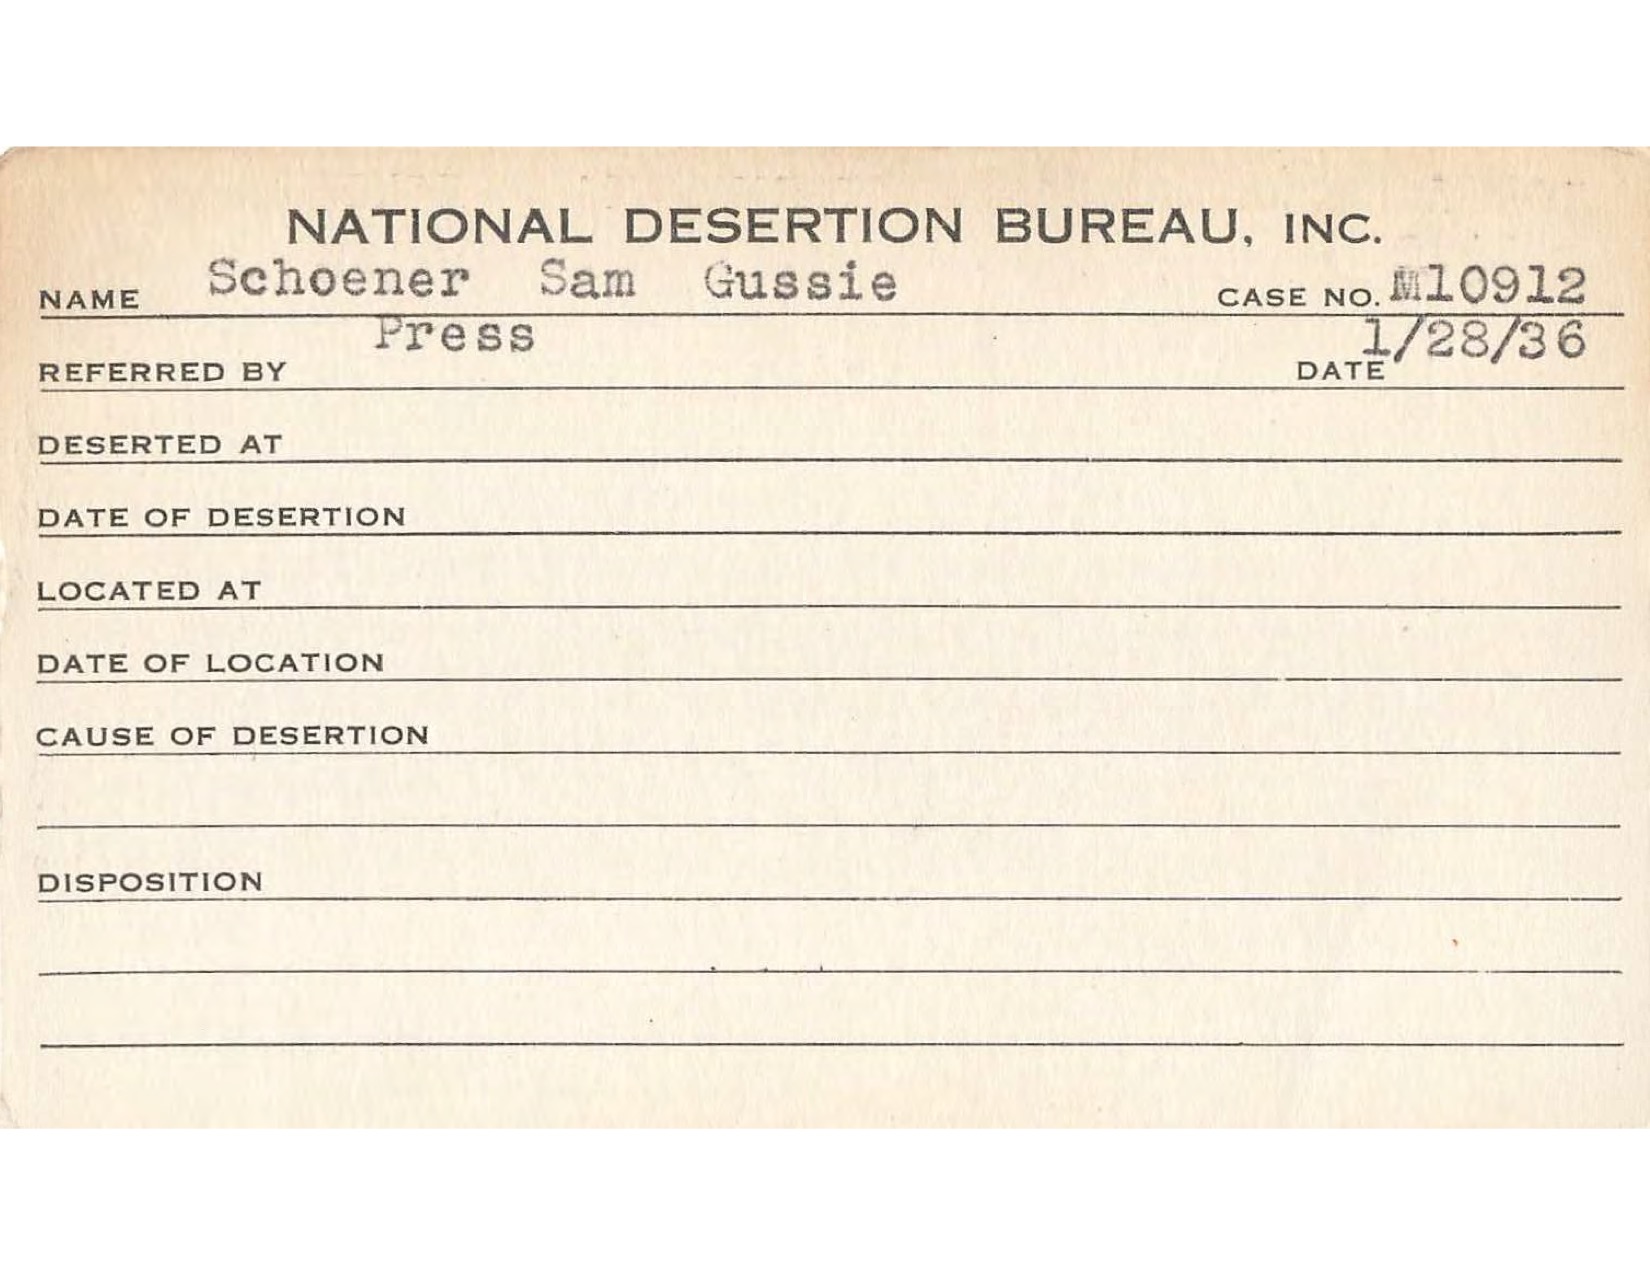 NATIONAL DESERTION BUREAU, INC.
NAME Schoener Sam Gussie CASE NO. M10912
REFERRED BY Press DATE 1/28/36
DESERTED AT
DATE OF DESERTION
LOCATED AT
DATE OF LOCATION
CAUSE OF DESERTION
DISPOSITION